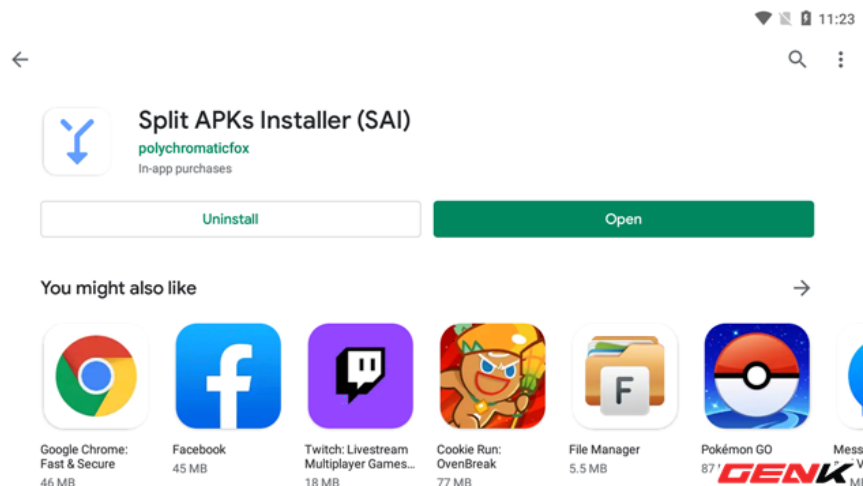 11:23
Split APKs Installer (SAI)
polychromaticfox
In-app purchases
Uninstall
Open
You might also like
F
Google Chrome:
Fast & Secure
46 MB
Facebook
45 MB
Twitch: Livestream
Multiplayer Games...
18 MB
Cookie Run:
OvenBreak
77 MB
File Manager
5.5 MB
Pokémon GO
87
Mess
GENK